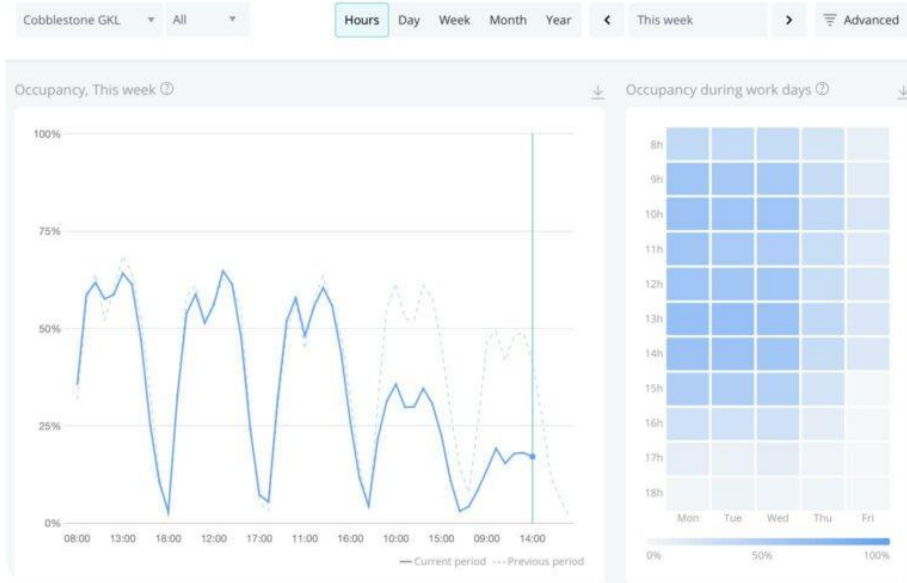 Cobblestone GKL All Hours Day Week Month Year This week Advanced
Occupancy, This week
Occupancy during work days
100%
75%
50%
25%
0%
08:00 13:00 18:00 12:00 17:00 11:00 16:00 10:00 15:00 09:00 14:00
Current period Previous period
8h
9h
10h
11h
12h
13h
14h
15h
16h
17h
18h
Mon Tue Wed Thu Fri
0% 50% 100%